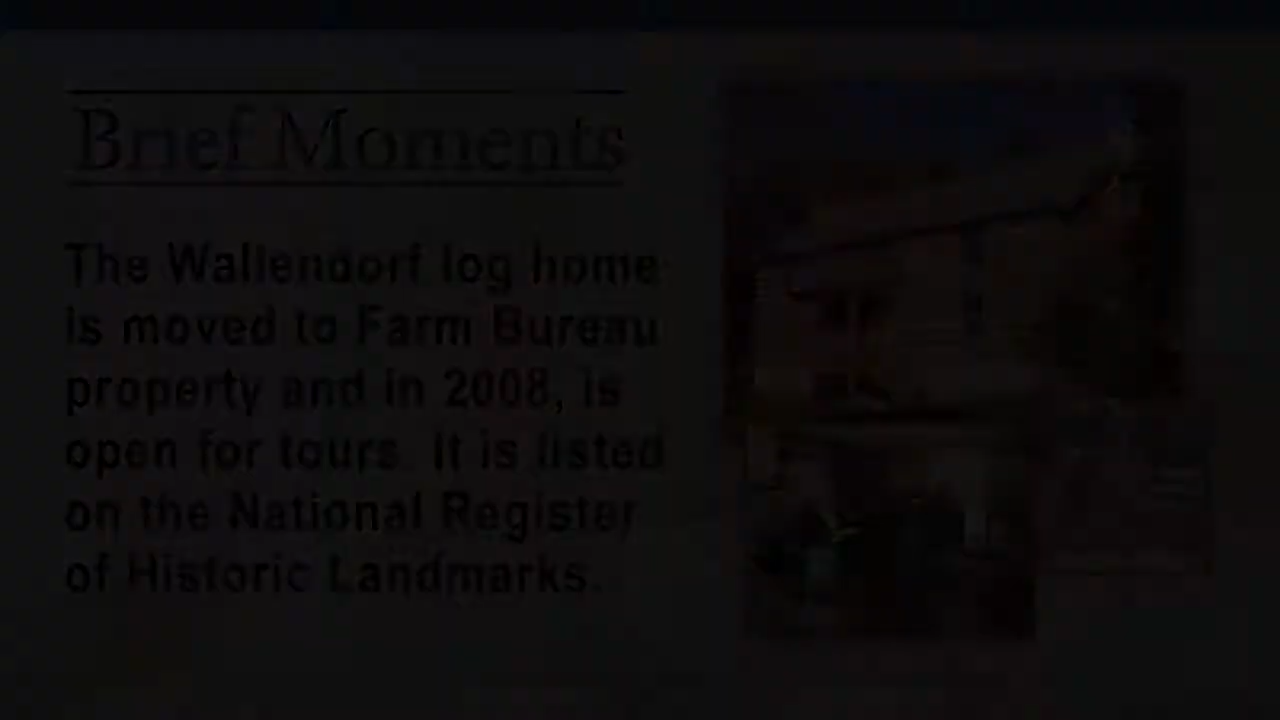 Brief Moments
The Wallendorf log home
is moved to Farm Bureau
property and in 2008, is
open for tours. It is listed
on the National Register
of Historic Landmarks.